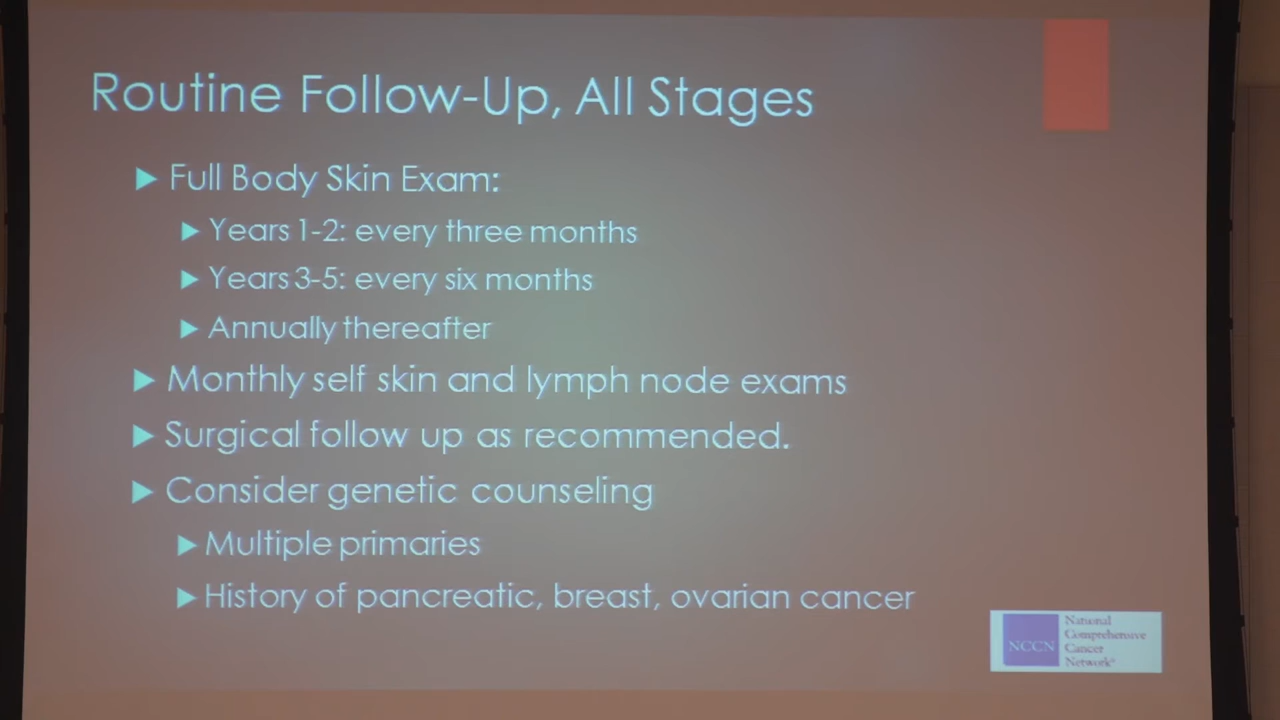 Routine Follow-Up, All Stages
Full Body Skin Exam:
Years 1-2: every three months
Years 3-5: every six months
Annually thereafter
Monthly self skin and lymph node exams
Surgical follow up as recommended.
Consider genetic counseling
Multiple primaries
History of pancreatic, breast, ovarian cancer
NCCN
National
Comprehensive
Cancer
Network®